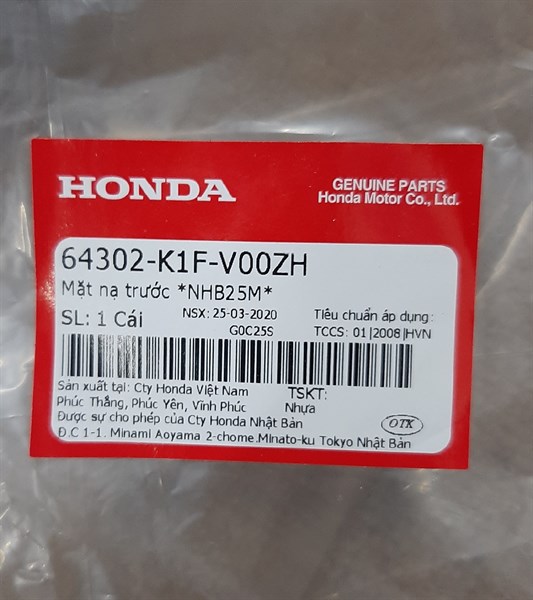 HONDA
GENUINE PARTS
Honda Motor Co., Ltd.
64302-K1F-V00ZH
Mặt nạ trước *NHB25M*
SL: 1 Cái
NSX: 25-03-2020
G0C25S
Tiêu chuẩn áp dụng:
TCCS: 01|2008|HVN
Sản xuất tại: Cty Honda Việt Nam
Phúc Thắng, Phúc Yên, Vĩnh Phúc
TSKT:
Nhựa
Được sự cho phép của Cty Honda Nhật Bản
Đ.C 1-1. Minami Aoyama 2-chome.Minato-ku Tokyo Nhật Bản
OTK